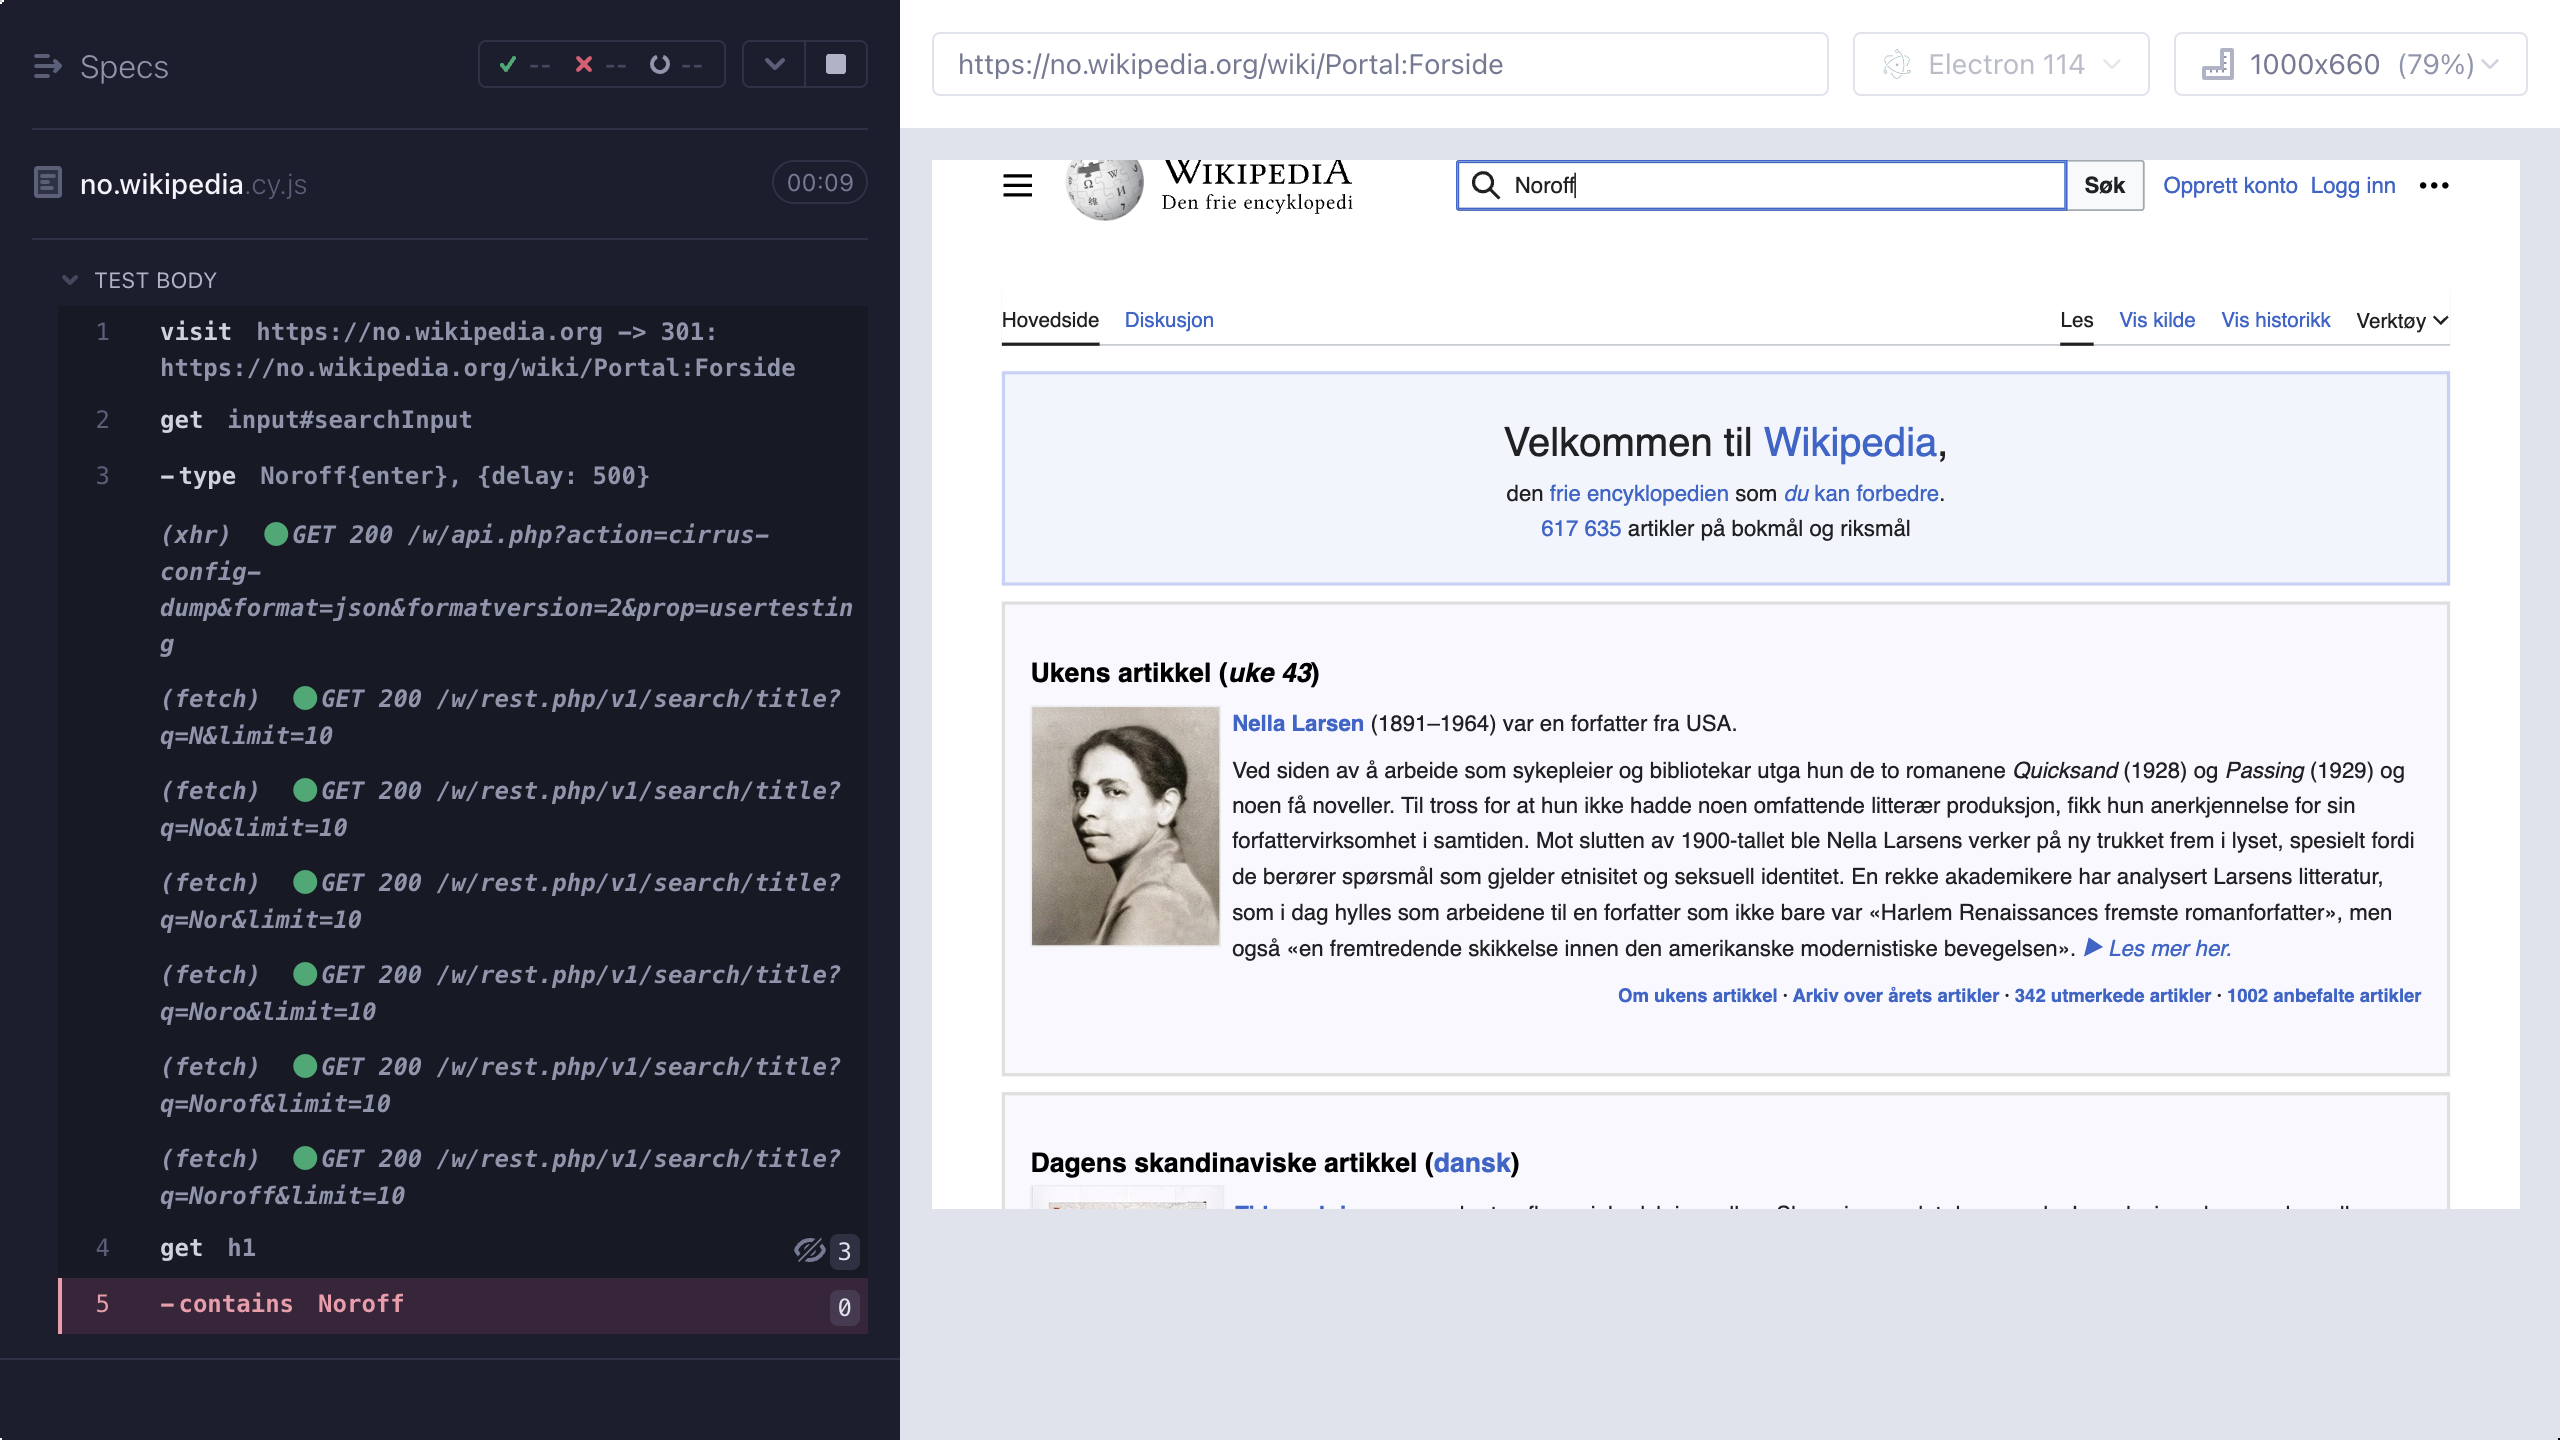 Specs
-- -- --
no.wikipedia.cy.js
00:09
TEST BODY
1 visit https://no.wikipedia.org -> 301:
https://no.wikipedia.org/wiki/Portal:Forside
2 get input#searchInput
3 -type Noroff{enter}, {delay: 500}
(xhr) GET 200 /w/api.php?action=cirrus-
config-
dump&format=json&formatversion=2&prop=usertestin
g
(fetch) GET 200 /w/rest.php/v1/search/title?
q=N&limit=10
(fetch) GET 200 /w/rest.php/v1/search/title?
q=No&limit=10
(fetch) GET 200 /w/rest.php/v1/search/title?
q=Nor&limit=10
(fetch) GET 200 /w/rest.php/v1/search/title?
q=Noro&limit=10
(fetch) GET 200 /w/rest.php/v1/search/title?
q=Norof&limit=10
(fetch) GET 200 /w/rest.php/v1/search/title?
q=Noroff&limit=10
4 get h1 3
5 -contains Noroff 0
https://no.wikipedia.org/wiki/Portal:Forside
Electron 114
1000x660 (79%)
WIKIPEDIA
Den frie encyklopedi
Noroff
Søk
Opprett konto Logg inn
Hovedside Diskusjon
Les Vis kilde Vis historikk Verktøy
Velkommen til Wikipedia,
den frie encyklopedien som du kan forbedre.
617 635 artikler på bokmål og riksmål
Ukens artikkel (uke 43)
Nella Larsen (1891–1964) var en forfatter fra USA.
Ved siden av å arbeide som sykepleier og bibliotekar utga hun de to romanene Quicksand (1928) og Passing (1929) og
noen få noveller. Til tross for at hun ikke hadde noen omfattende litterær produksjon, fikk hun anerkjennelse for sin
forfattervirksomhet i samtiden. Mot slutten av 1900-tallet ble Nella Larsens verker på ny trukket frem i lyset, spesielt fordi
de berører spørsmål som gjelder etnisitet og seksuell identitet. En rekke akademikere har analysert Larsens litteratur,
som i dag hylles som arbeidene til en forfatter som ikke bare var «Harlem Renaissances fremste romanforfatter», men
også «en fremtredende skikkelse innen den amerikanske modernistiske bevegelsen». ▶ Les mer her.
Om ukens artikkel · Arkiv over årets artikler · 342 utmerkede artikler · 1002 anbefalte artikler
Dagens skandinaviske artikkel (dansk)